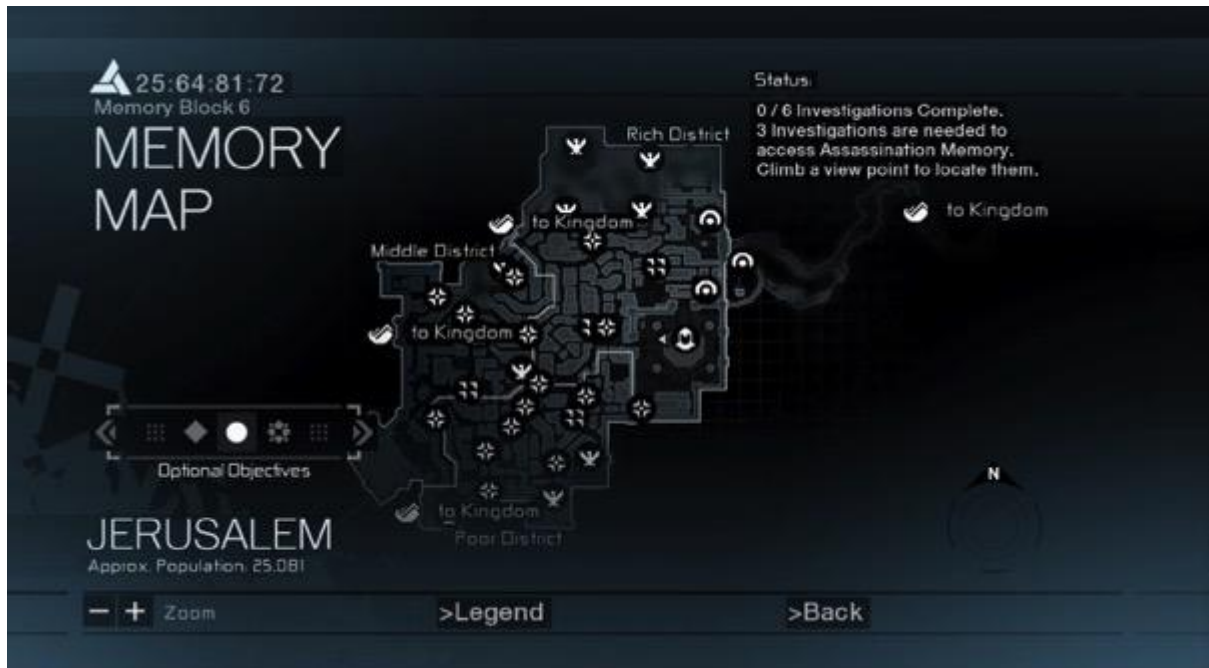 25:64:81:72
Memory Block 6
MEMORY
MAP
Status:
0 / 6 Investigations Complete.
3 Investigations are needed to
access Assassination Memory.
Climb a view point to locate them.
Rich District
to Kingdom
to Kingdom
Middle District
to Kingdom
Optional Objectives
N
to Kingdom
Poor District
JERUSALEM
Approx. Population: 25.081
- + Zoom
>Legend
>Back